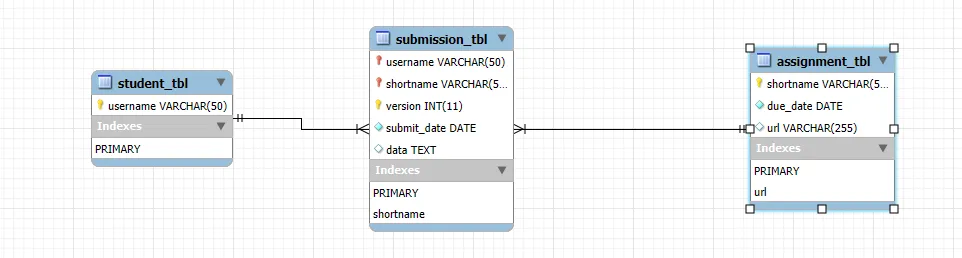 student_tbl
username VARCHAR(50)
Indexes
PRIMARY
submission_tbl
username VARCHAR(50)
shortname VARCHAR(5...
version INT(11)
submit_date DATE
data TEXT
Indexes
PRIMARY
shortname
assignment_tbl
shortname VARCHAR(5...
due_date DATE
url VARCHAR(255)
Indexes
PRIMARY
url